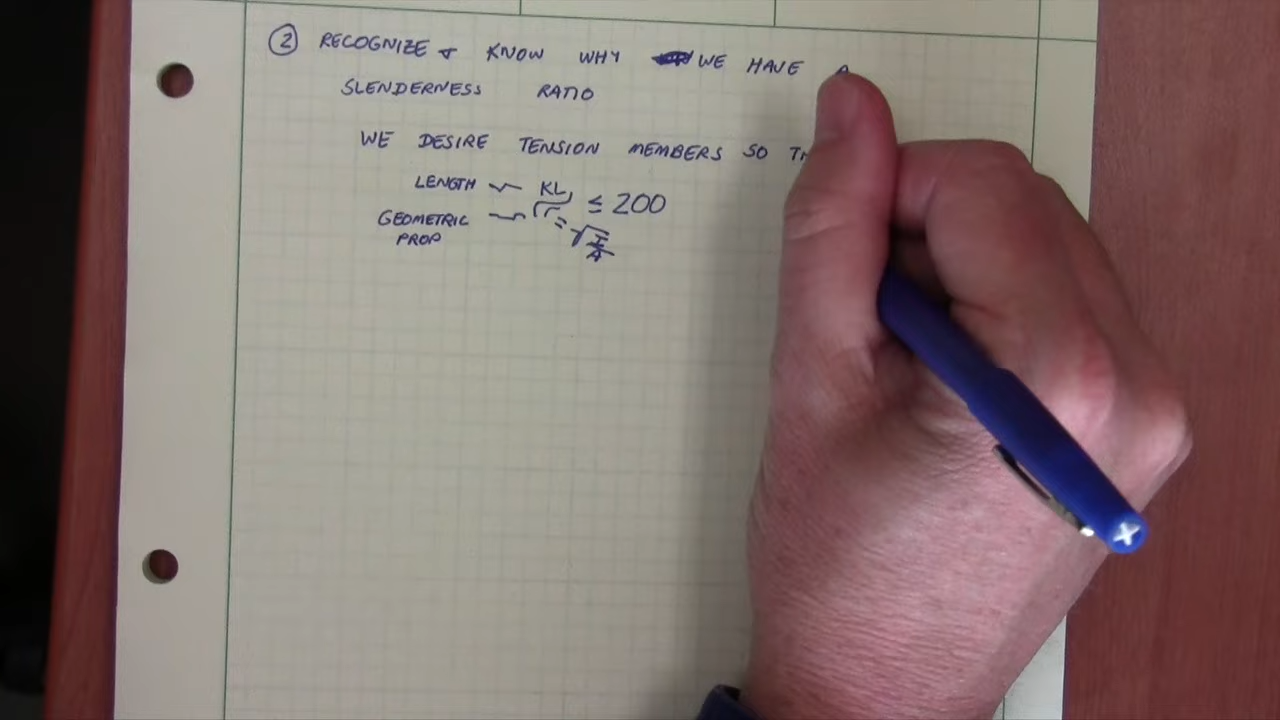 ② RECOGNIZE & KNOW WHY WE HAVE A
SLENDERNESS RATIO
WE DESIRE TENSION MEMBERS SO
LENGTH KL/r ≤ 200
GEOMETRIC = √I/A
PROP